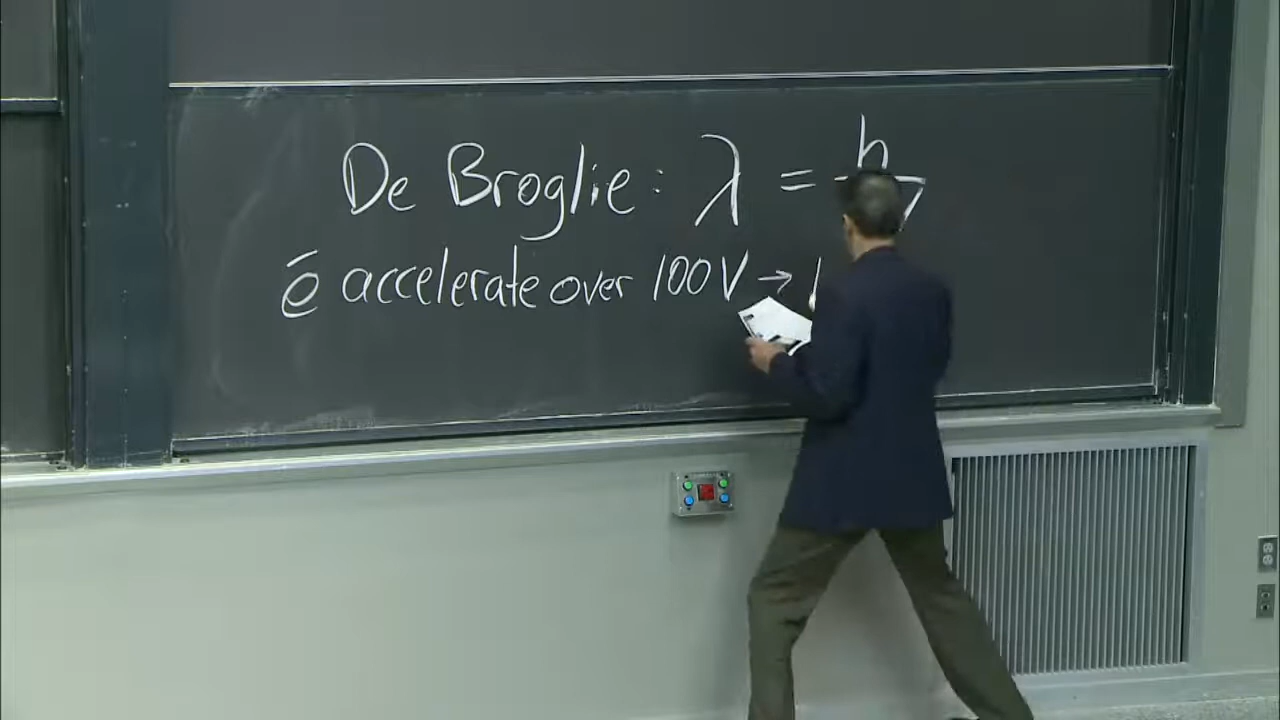 De Broglie: λ = h
ē accelerate over 100 V →